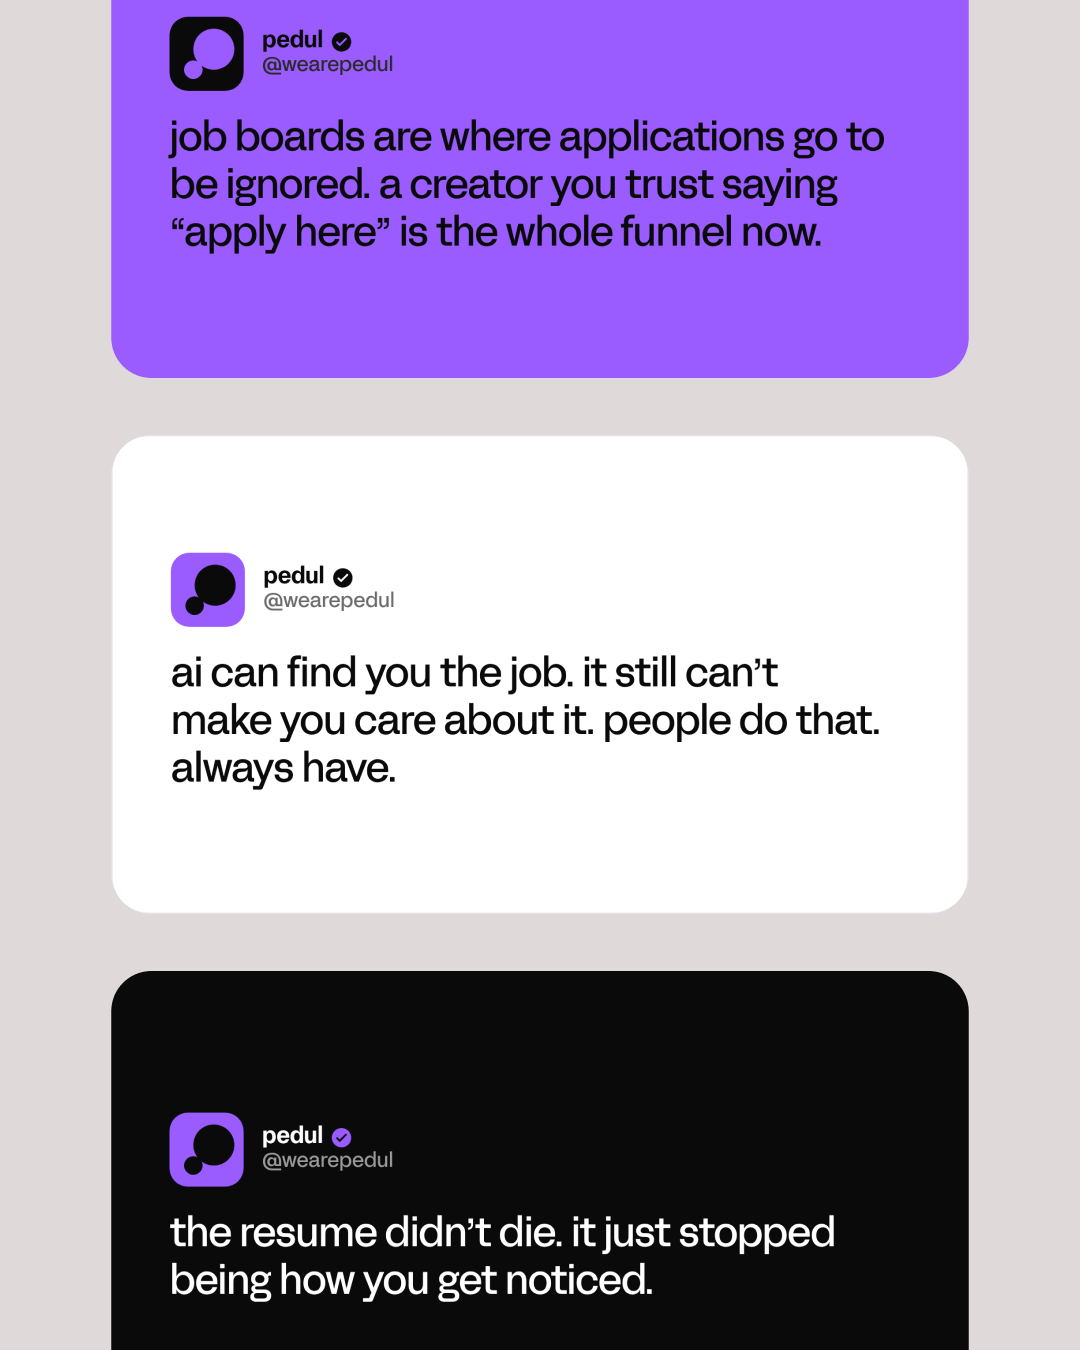 pedul
@wearepedul
job boards are where applications go to
be ignored. a creator you trust saying
“apply here” is the whole funnel now.
pedul
@wearepedul
ai can find you the job. it still can’t
make you care about it. people do that.
always have.
pedul
@wearepedul
the resume didn’t die. it just stopped
being how you get noticed.